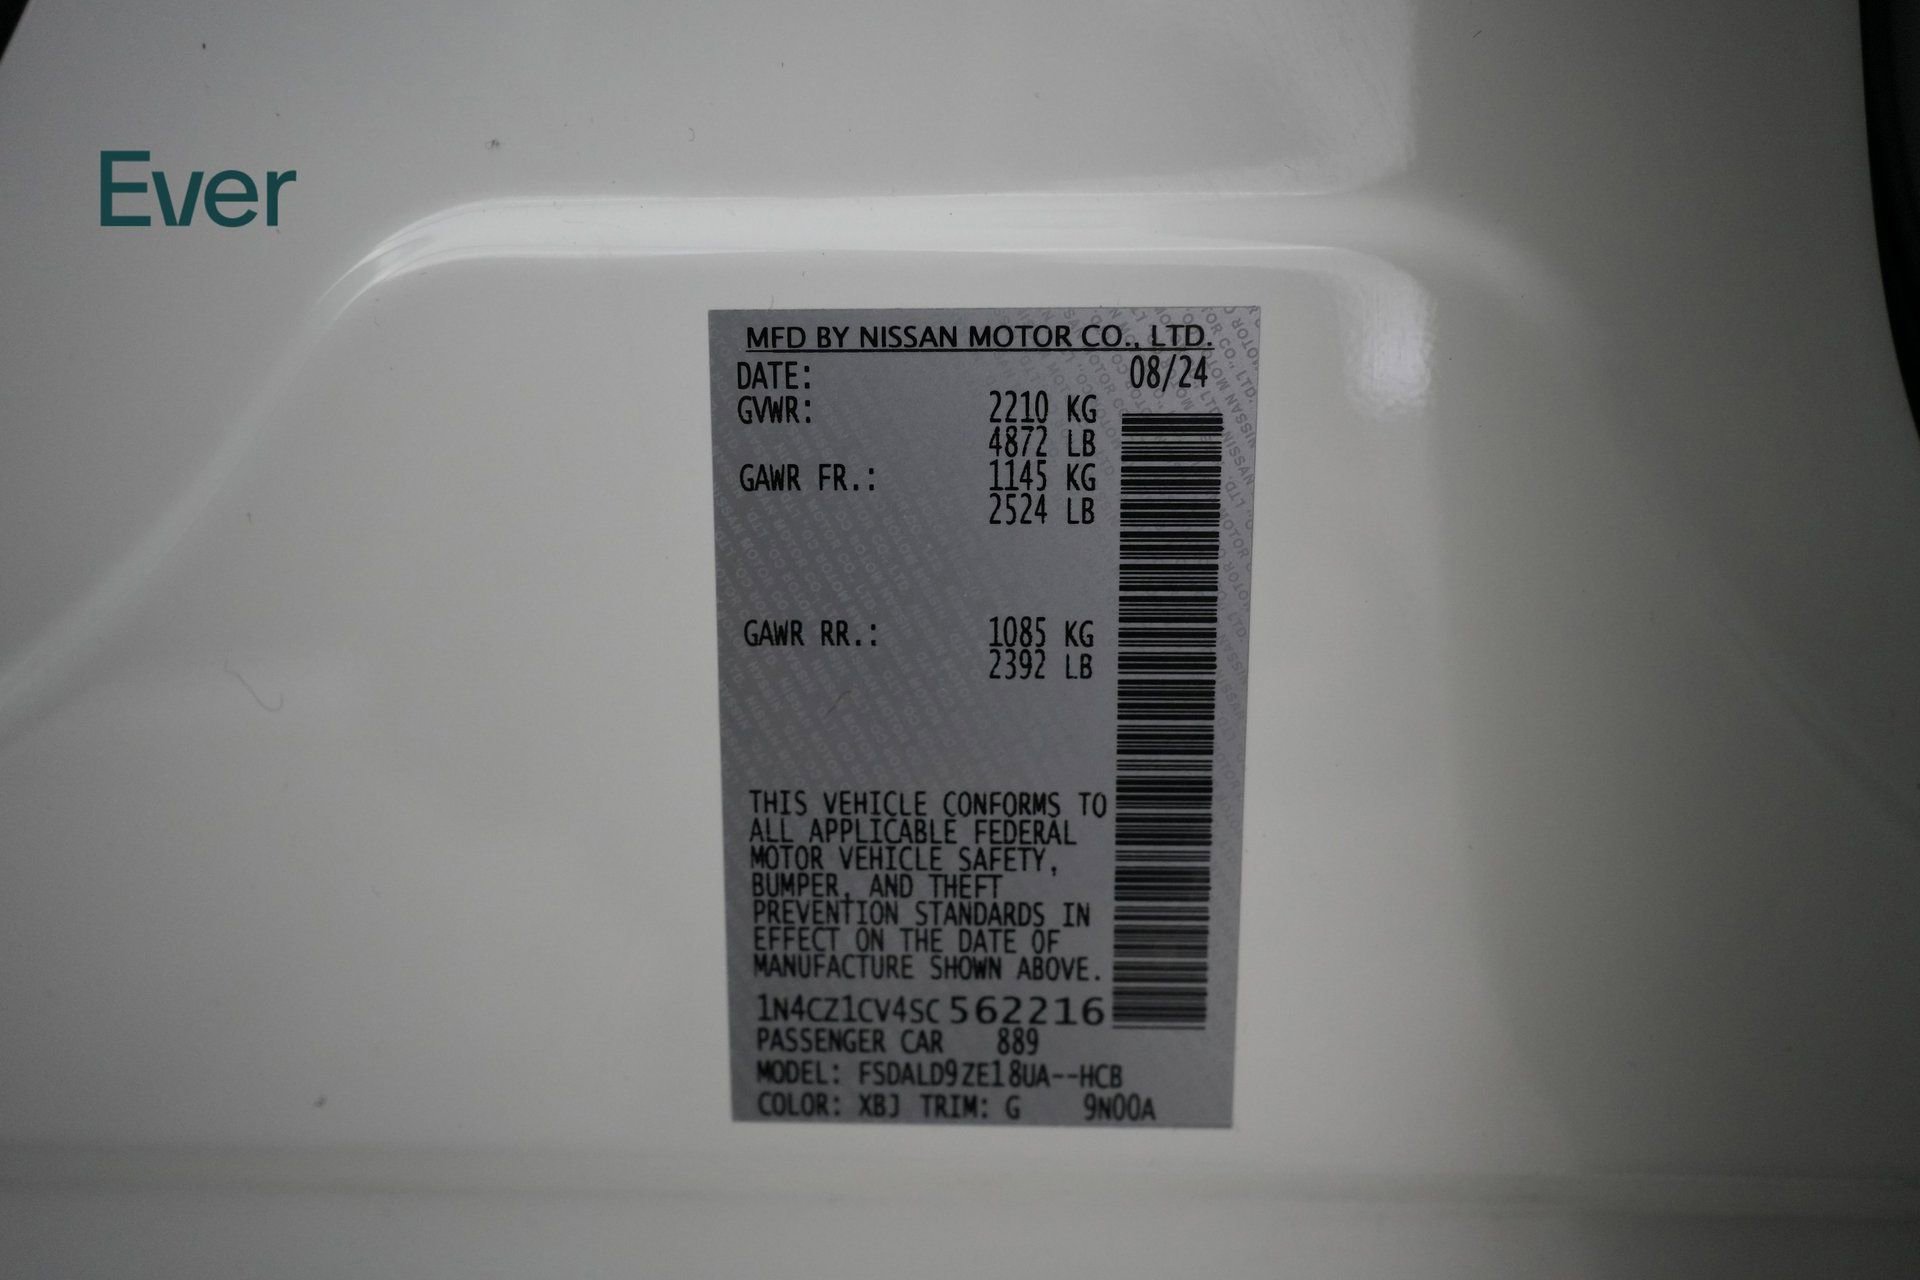 Ever
MFD BY NISSAN MOTOR CO., LTD.
DATE: 08/24
GVWR: 2210 KG
4872 LB
GAWR FR.: 1145 KG
2524 LB
GAWR RR.: 1085 KG
2392 LB
THIS VEHICLE CONFORMS TO
ALL APPLICABLE FEDERAL
MOTOR VEHICLE SAFETY,
BUMPER, AND THEFT
PREVENTION STANDARDS IN
EFFECT ON THE DATE OF
MANUFACTURE SHOWN ABOVE.
1N4CZ1CV4SC562216
PASSENGER CAR 889
MODEL: FSDALD9ZE18UA--HCB
COLOR: XBJ TRIM: G 9N00A